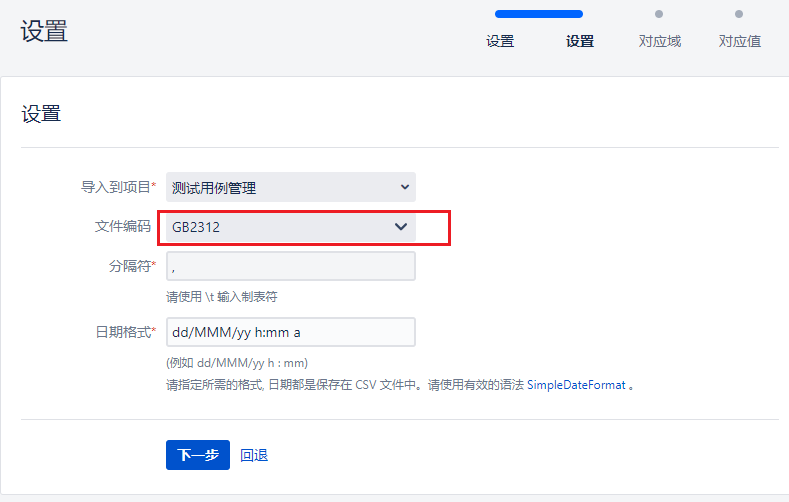 设置
设置 设置 对应域 对应值
设置
导入到项目* 测试用例管理
文件编码 GB2312
分隔符* ,
请使用 \t 输入制表符
日期格式* dd/MMM/yy h:mm a
(例如 dd/MMM/yy h : mm)
请指定所需的格式, 日期都是保存在 CSV 文件中。请使用有效的语法 SimpleDateFormat 。
下一步 回退